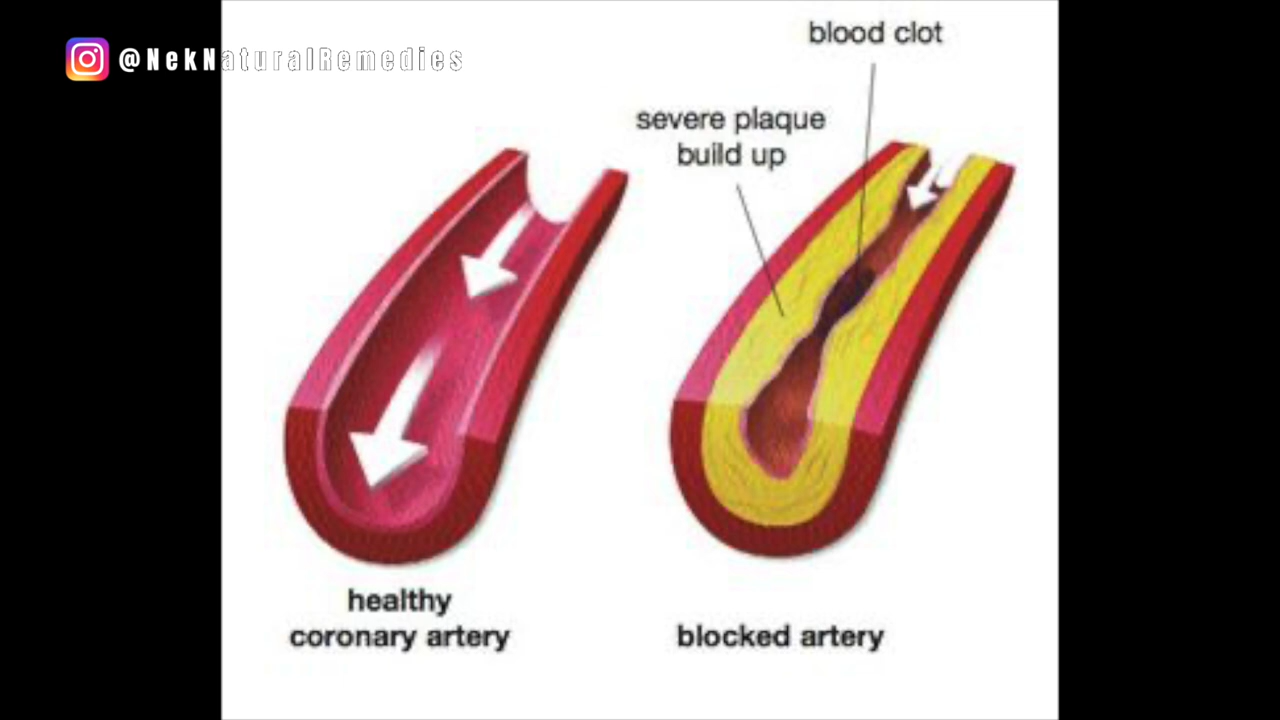 @NekNaturalRemedies
blood clot
severe plaque
build up
healthy
coronary artery
blocked artery